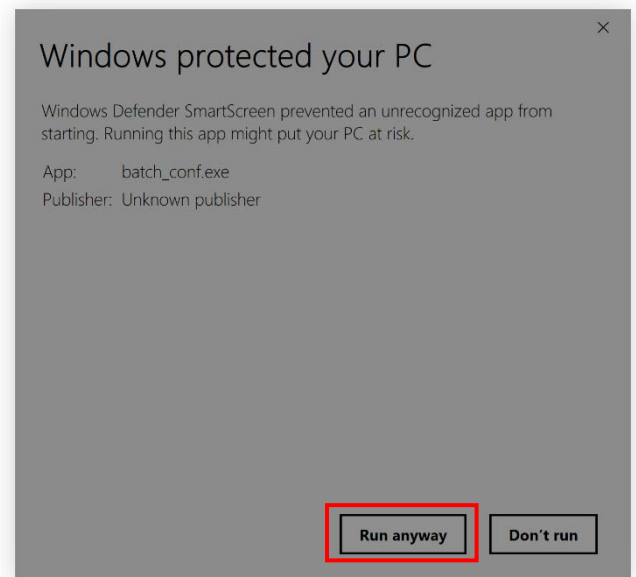 Windows protected your PC
Windows Defender SmartScreen prevented an unrecognized app from
starting. Running this app might put your PC at risk.
App: batch_conf.exe
Publisher: Unknown publisher
Run anyway Don't run